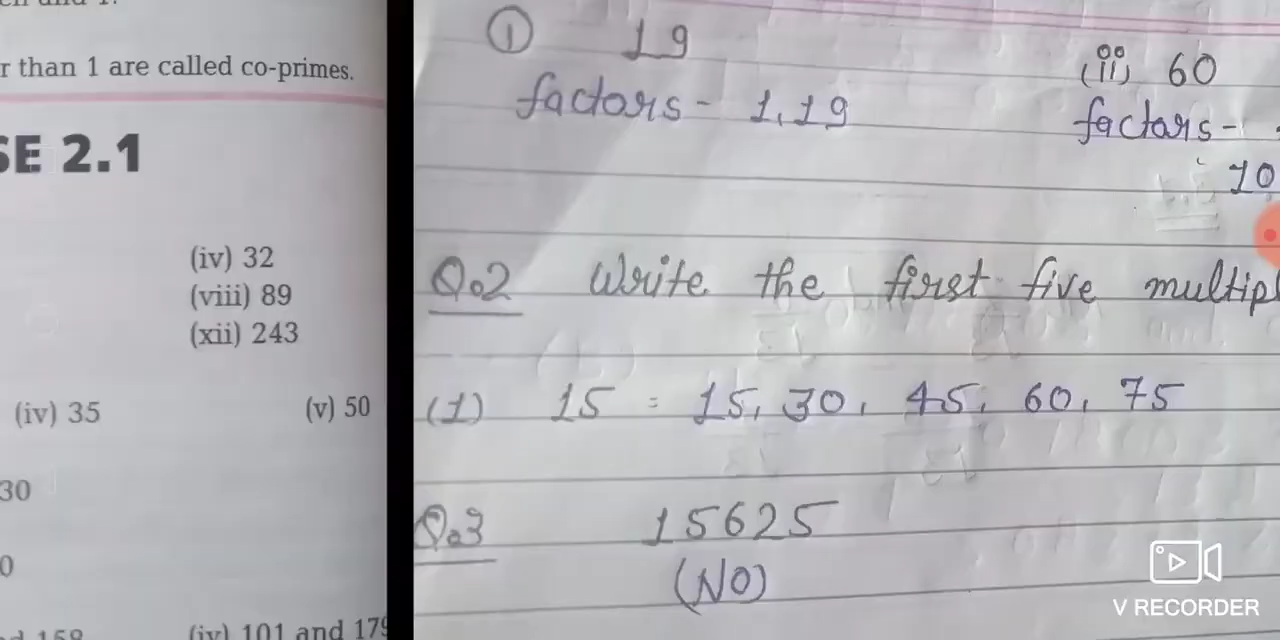 r than 1 are called co-primes.
SE 2.1
(iv) 32
(viii) 89
(xii) 243
(iv) 35 (v) 50
30
0
(iv) 101 and 179
① 19
factors - 1, 19
(ii) 60
factors -
10
Q.2 Write the first five multipl
(1) 15 = 15, 30, 45, 60, 75
Q.3 15625
(NO)
V RECORDER